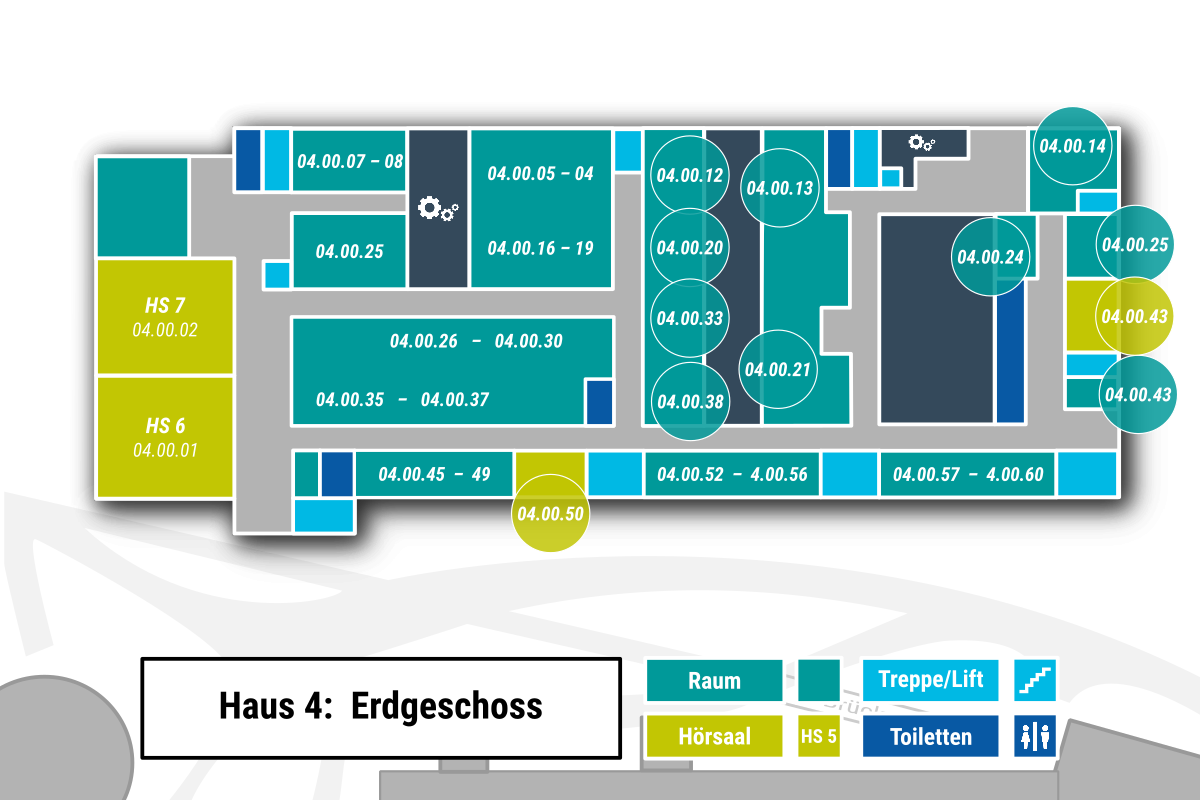 04.00.14
04.00.07 – 08
04.00.05 – 04
04.00.12
04.00.13
04.00.25
04.00.16 – 19
04.00.20
04.00.24
04.00.25
HS 7
04.00.02
04.00.26 – 04.00.30
04.00.33
04.00.43
04.00.35 – 04.00.37
04.00.21
04.00.38
04.00.43
HS 6
04.00.01
04.00.45 – 49
04.00.50
04.00.52 – 4.00.56
04.00.57 – 4.00.60
Haus 4: Erdgeschoss
Raum
Treppe/Lift
Hörsaal
HS 5
Toiletten